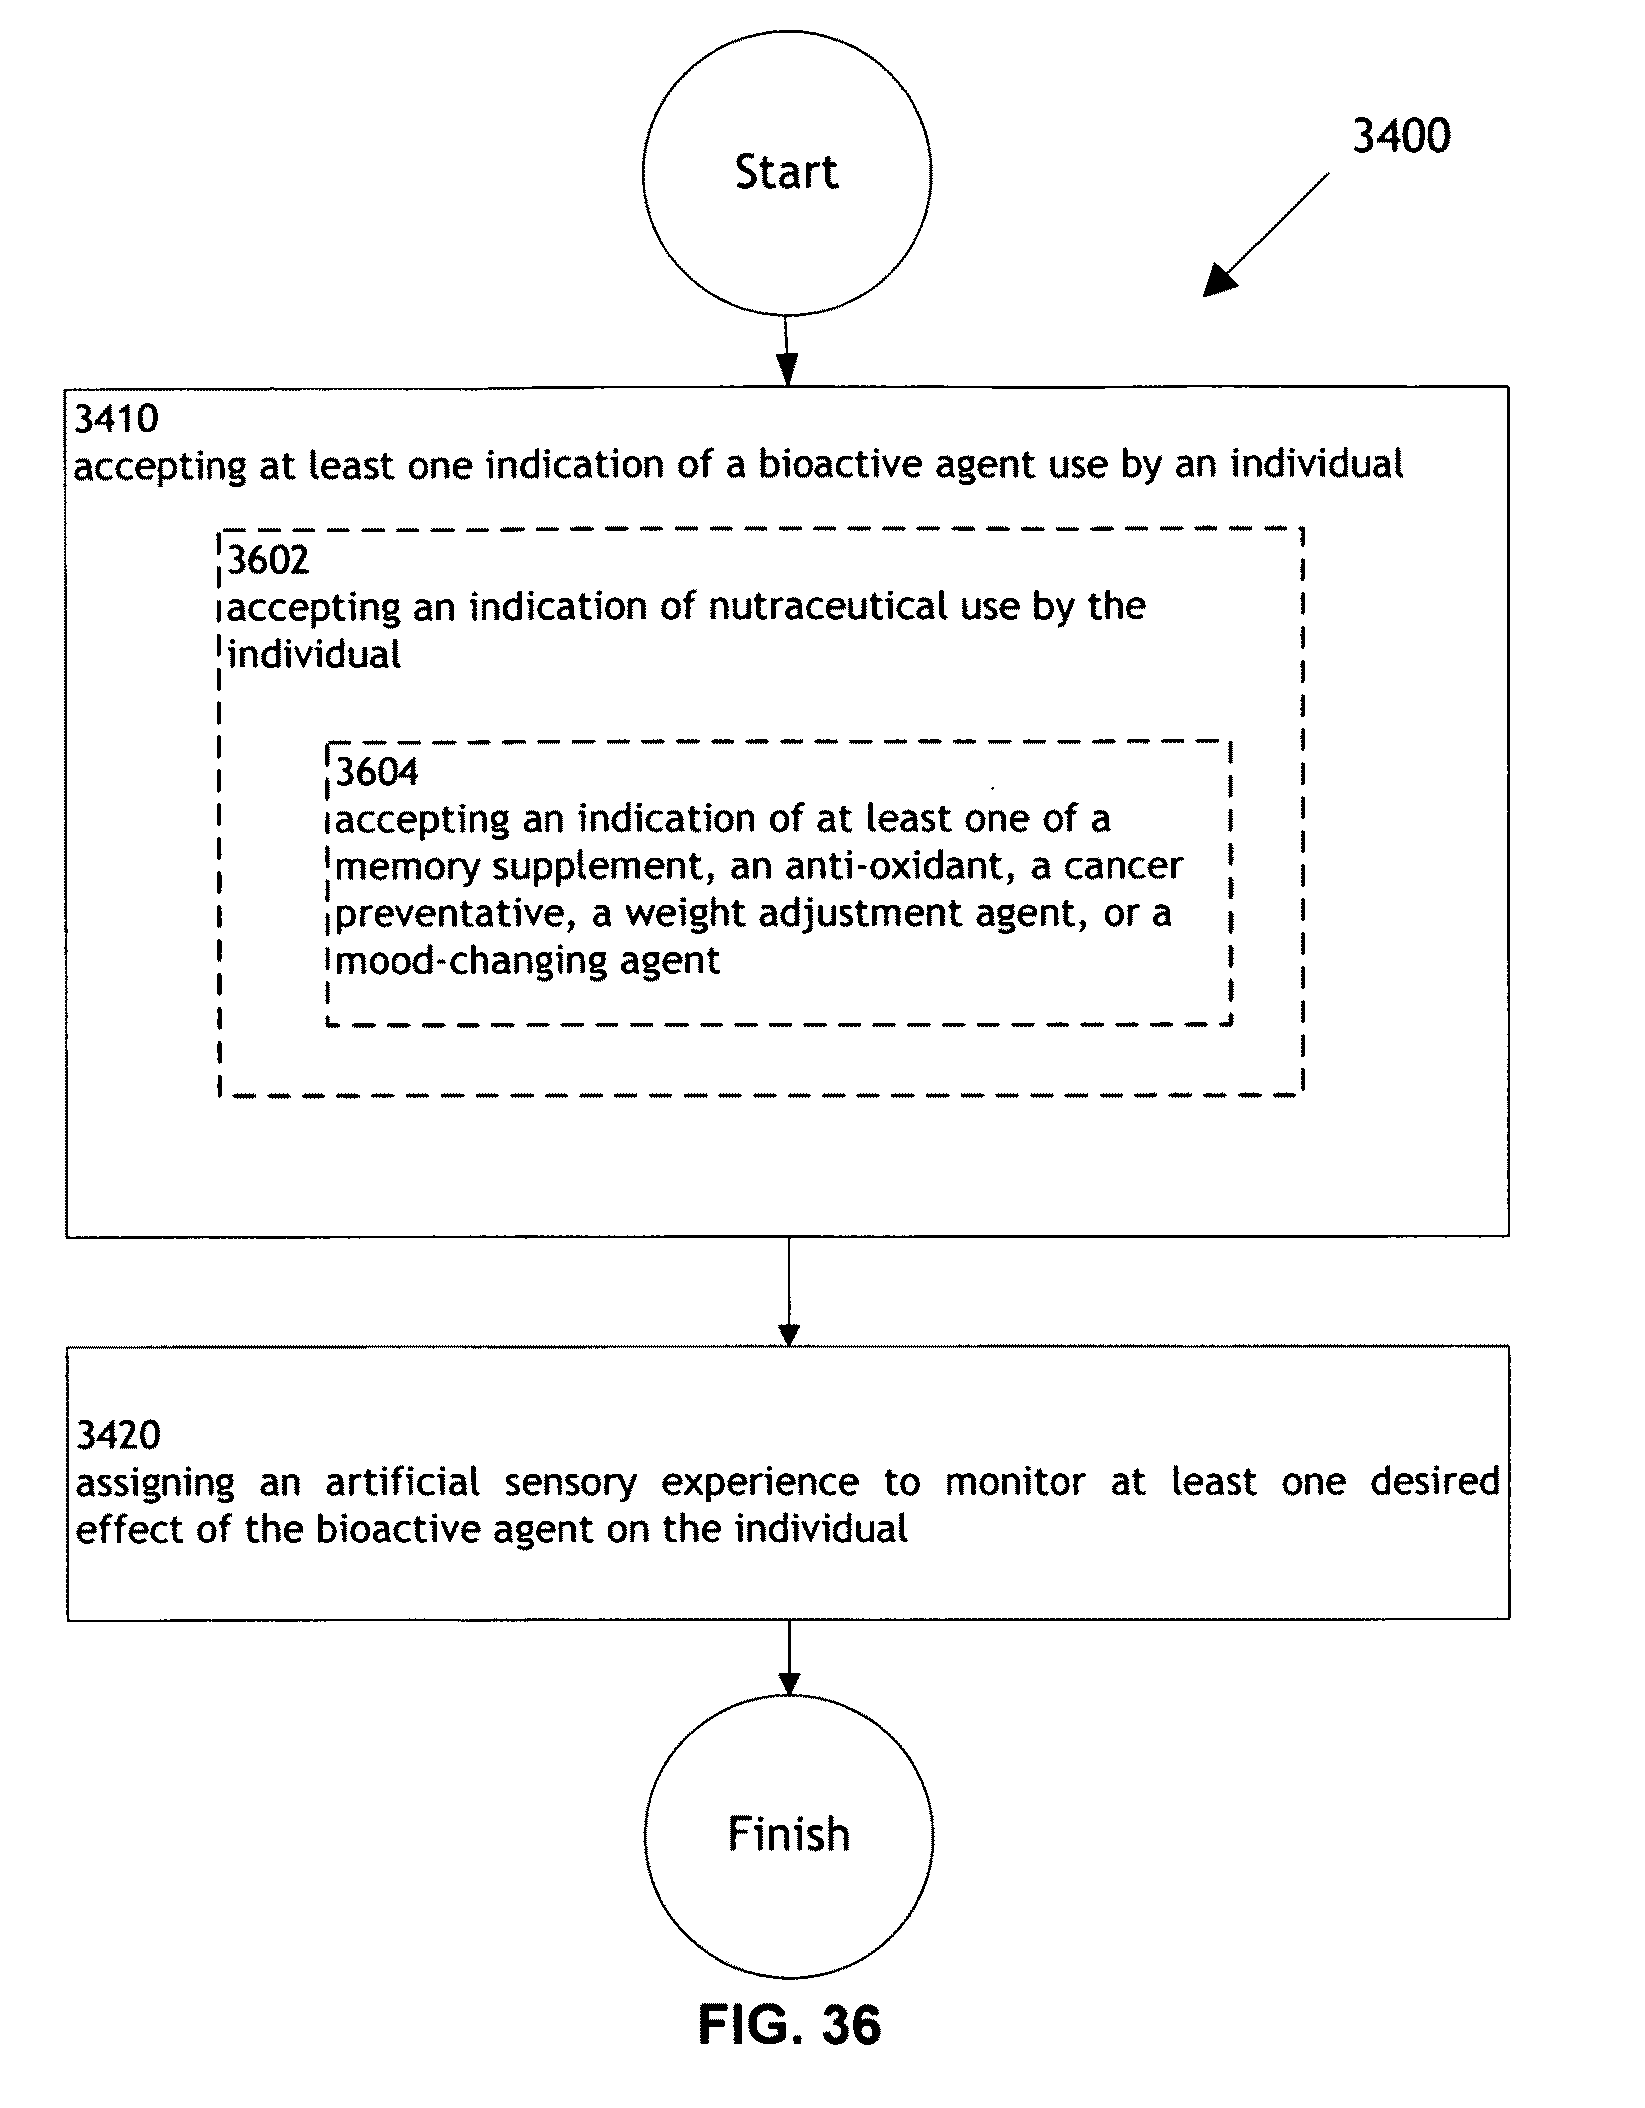 Start
3400
3410
accepting at least one indication of a bioactive agent use by an individual
3602
accepting an indication of nutraceutical use by the
individual
3604
accepting an indication of at least one of a
memory supplement, an anti-oxidant, a cancer
preventative, a weight adjustment agent, or a
mood-changing agent
3420
assigning an artificial sensory experience to monitor at least one desired
effect of the bioactive agent on the individual
Finish
FIG. 36